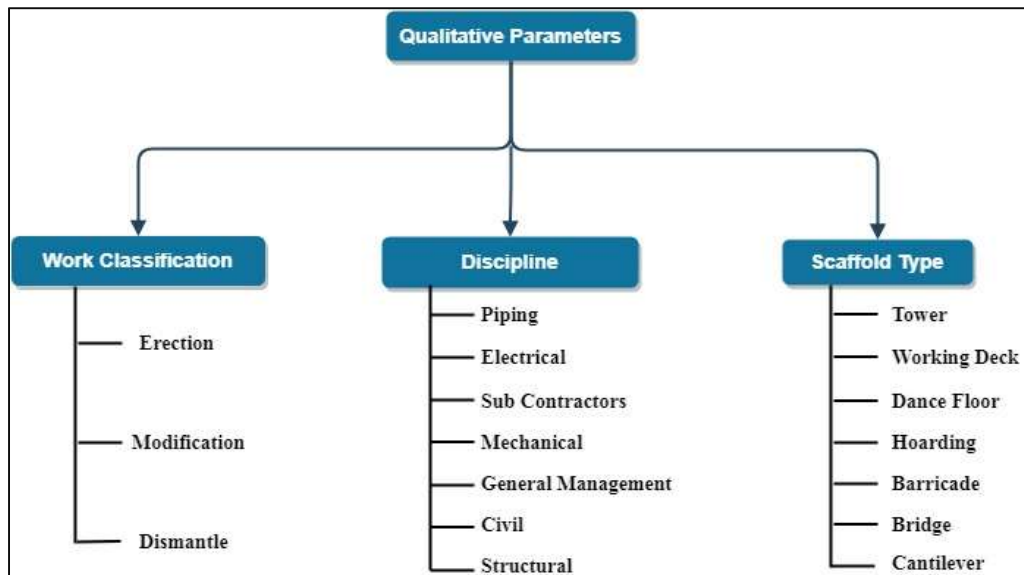 Qualitative Parameters
Work Classification
Erection
Modification
Dismantle
Discipline
Piping
Electrical
Sub Contractors
Mechanical
General Management
Civil
Structural
Scaffold Type
Tower
Working Deck
Dance Floor
Hoarding
Barricade
Bridge
Cantilever